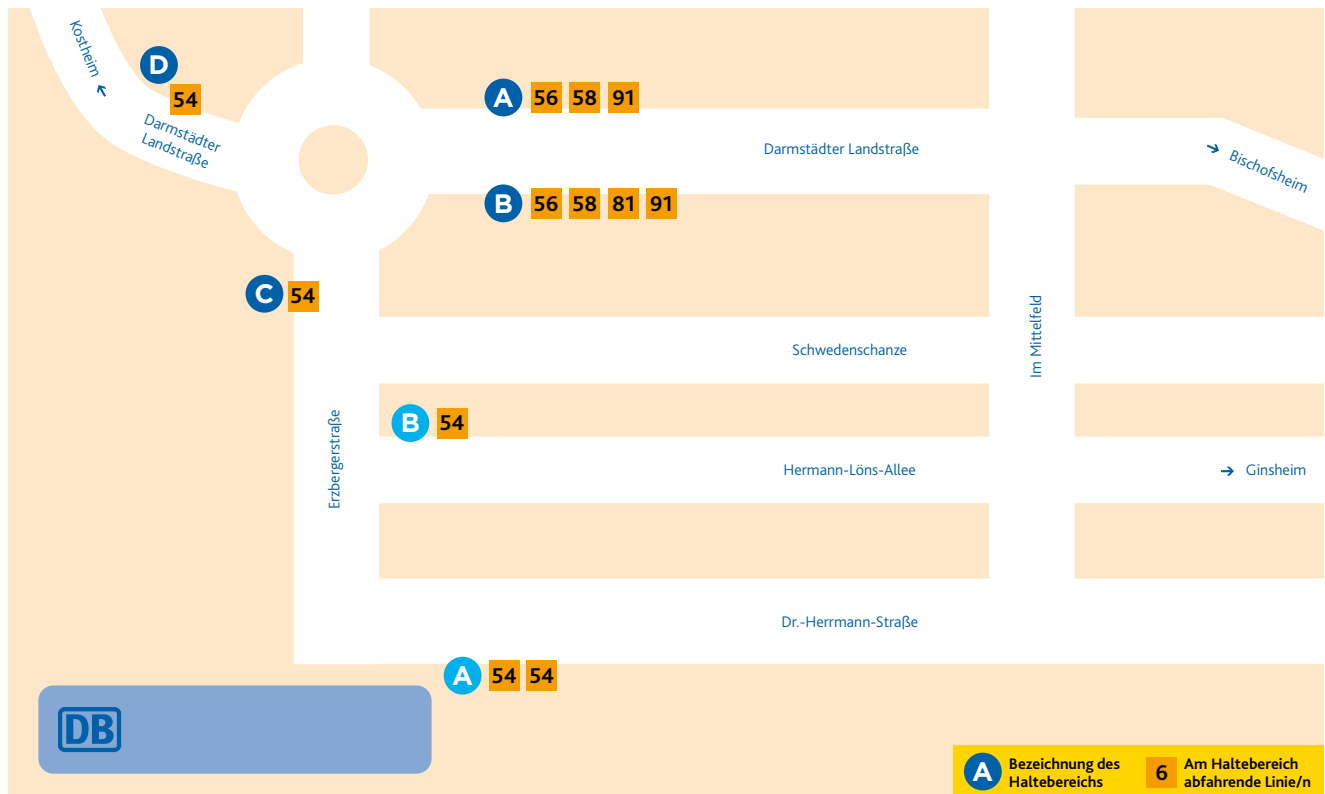 Kostheim
D
54
Darmstädter
Landstraße
A 56 58 91
Darmstädter Landstraße
Bischofsheim
B 56 58 81 91
C 54
Im Mittelfeld
Schwedenschanze
B 54
Erzbergerstraße
Hermann-Löns-Allee
Ginsheim
Dr.-Herrmann-Straße
A 54 54
DB
A Bezeichnung des
Haltebereichs
6 Am Haltebereich
abfahrende Linie/n